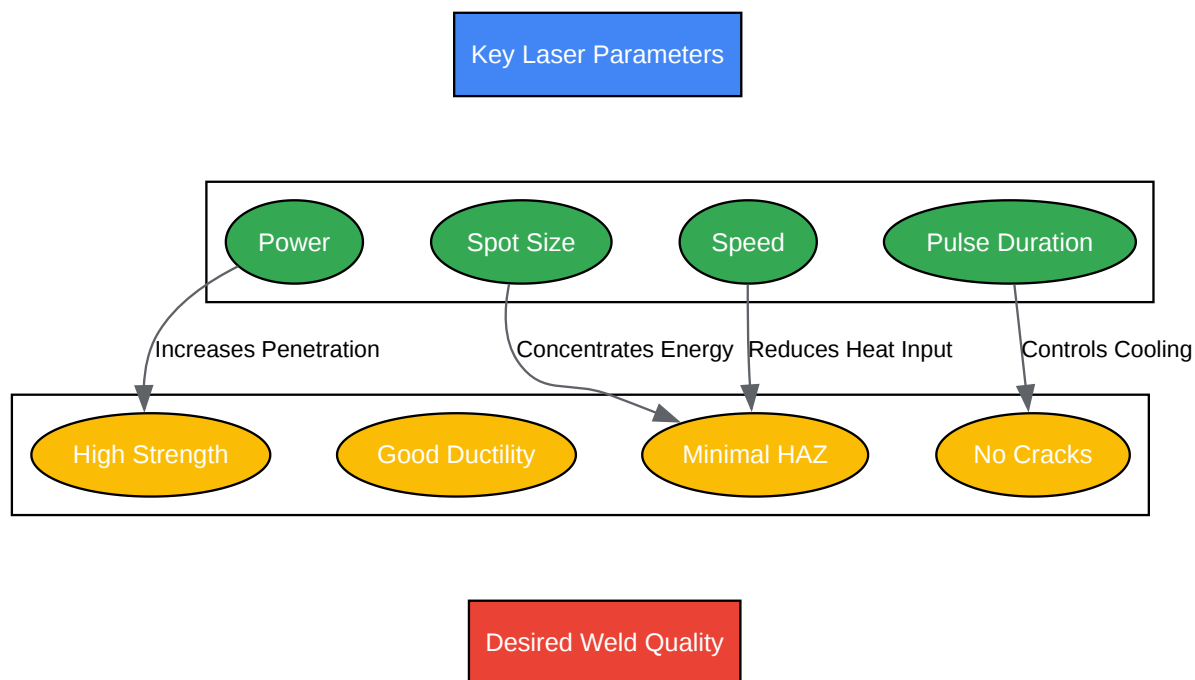 Key Laser Parameters
Power
Spot Size
Speed
Pulse Duration
Increases Penetration
Concentrates Energy
Reduces Heat Input
Controls Cooling
High Strength
Good Ductility
Minimal HAZ
No Cracks
Desired Weld Quality